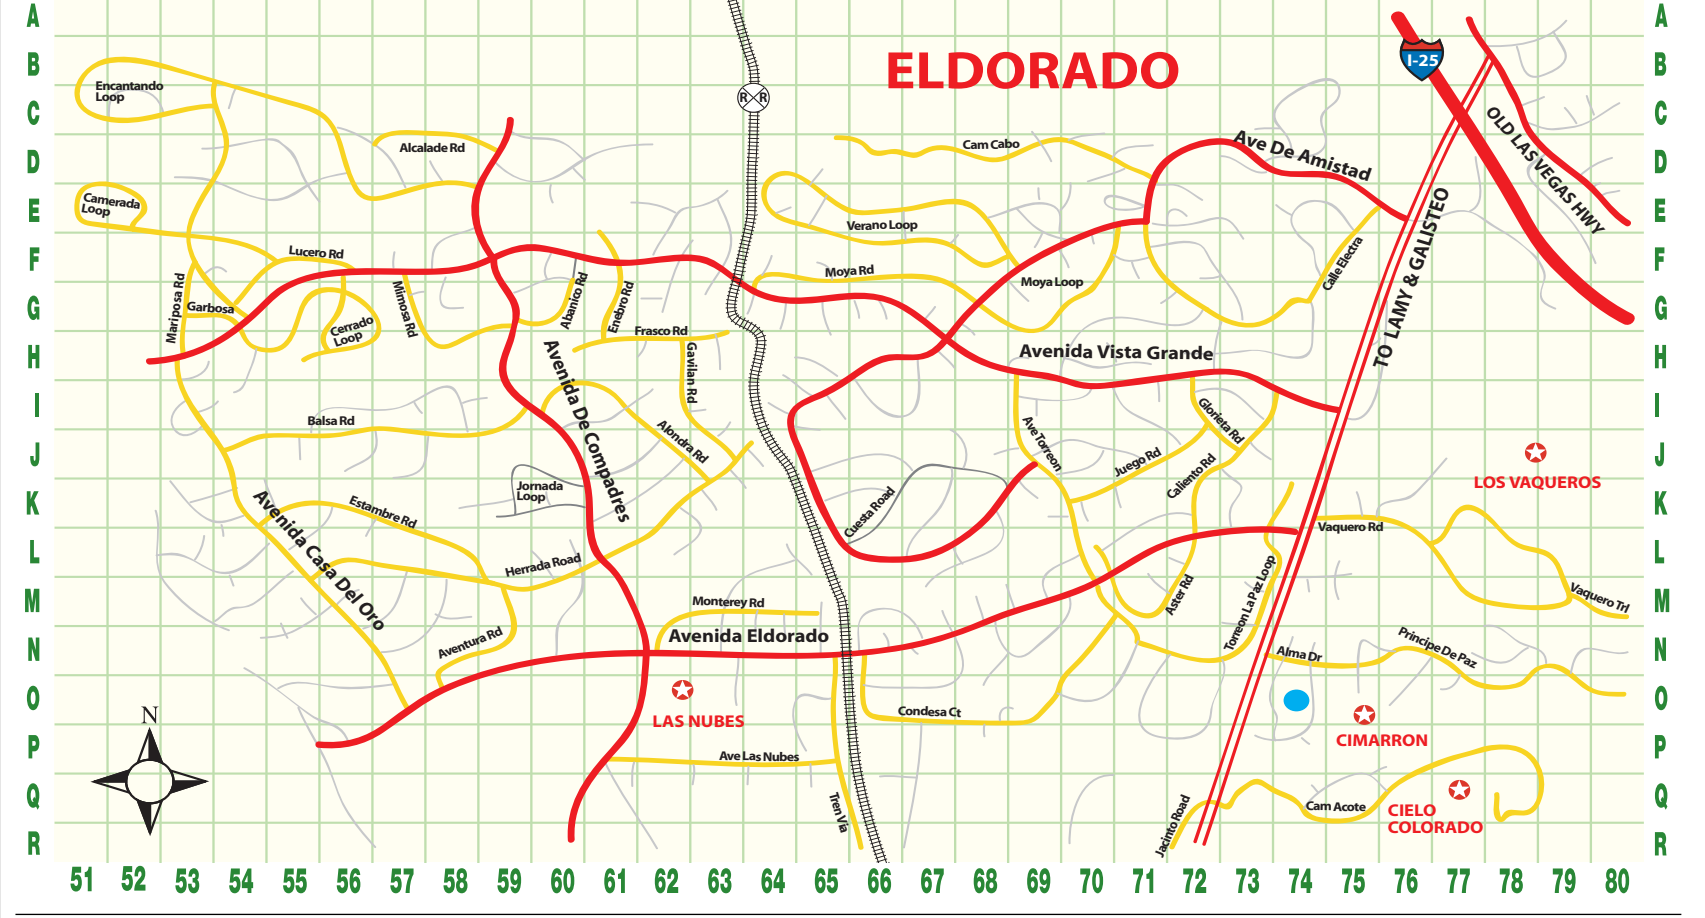 A
A
B
B
C
C
D
D
E
E
F
F
G
G
H
H
I
I
J
J
K
K
L
L
M
M
N
N
O
O
P
P
Q
Q
R
R
ELDORADO
I-25
R R
Encantando
Loop
Alcalade Rd
Cam Cabo
Ave De Amistad
OLD LAS VEGAS HWY
Camerada
Loop
Verano Loop
TO LAMY & GALISTEO
Lucero Rd
Moya Rd
Moya Loop
Calle Electra
Mariposa Rd
Garbosa
Cerrado
Loop
Mimosa Rd
Abanico Rd
Enebro Rd
Frasco Rd
Gavilan Rd
Avenida Vista Grande
Avenida De Compadres
Balsa Rd
Alondra Rd
Ave Torreon
Glorieta Rd
Juego Rd
Caliento Rd
LOS VAQUEROS
Jornada
Loop
Cuesta Road
Avenida Casa Del Oro
Estambre Rd
Vaquero Rd
Herrada Road
Aster Rd
Torreon La Paz Loop
Vaquero Trl
Monterey Rd
Avenida Eldorado
Aventura Rd
Alma Dr
Principe De Paz
LAS NUBES
Condesa Ct
CIMARRON
N
Ave Las Nubes
Tren Via
Jacinto Road
Cam Acote
CIELO
COLORADO
51 52 53 54 55 56 57 58 59 60 61 62 63 64 65 66 67 68 69 70 71 72 73 74 75 76 77 78 79 80